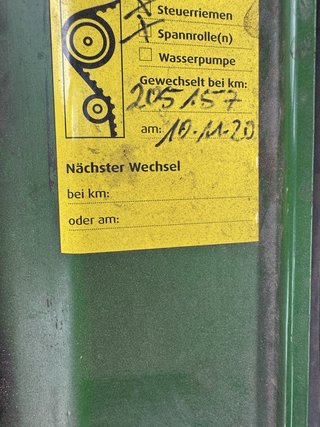 Steuerriemen
Spannrolle(n)
Wasserpumpe
Gewechselt bei km:
205157
am: 10.11.20
Nächster Wechsel
bei km:
oder am: